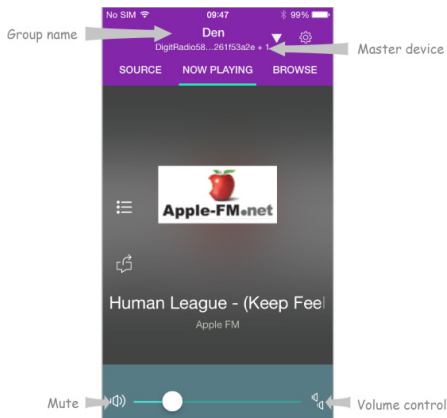 No SIM 09:47 99%
Group name
Den
DigitRadio58...261f53a2e + 1
Master device
SOURCE NOW PLAYING BROWSE
Apple-FM.net
Human League - (Keep Feel
Apple FM
Mute
Volume control